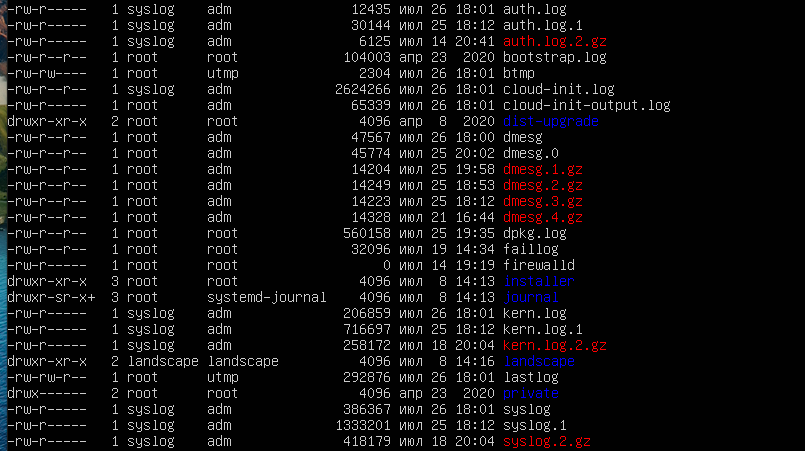 -rw-r----- 1 syslog adm 12435 июл 26 18:01 auth.log
-rw-r----- 1 syslog adm 30144 июл 25 18:12 auth.log.1
-rw-r----- 1 syslog adm 6125 июл 14 20:41 auth.log.2.gz
-rw-r--r-- 1 root root 104003 апр 23 2020 bootstrap.log
-rw-rw---- 1 root utmp 2304 июл 26 18:01 btmp
-rw-r--r-- 1 syslog adm 2624266 июл 26 18:01 cloud-init.log
-rw-r----- 1 root adm 65339 июл 26 18:01 cloud-init-output.log
drwxr-xr-x 2 root root 4096 апр 8 2020 dist-upgrade
-rw-r--r-- 1 root adm 47567 июл 26 18:00 dmesg
-rw-r--r-- 1 root adm 45774 июл 25 20:02 dmesg.0
-rw-r--r-- 1 root adm 14204 июл 25 19:58 dmesg.1.gz
-rw-r--r-- 1 root adm 14249 июл 25 18:53 dmesg.2.gz
-rw-r--r-- 1 root adm 14223 июл 25 18:12 dmesg.3.gz
-rw-r--r-- 1 root adm 14328 июл 21 16:44 dmesg.4.gz
-rw-r--r-- 1 root root 560158 июл 25 19:35 dpkg.log
-rw-r--r-- 1 root root 32096 июл 19 14:34 faillog
-rw-r----- 1 root root 0 июл 14 19:19 firewalld
drwxr-xr-x 3 root root 4096 июл 8 14:13 installer
drwxr-sr-x+ 3 root systemd-journal 4096 июл 8 14:13 journal
-rw-r----- 1 syslog adm 206859 июл 26 18:01 kern.log
-rw-r----- 1 syslog adm 716697 июл 25 18:12 kern.log.1
-rw-r----- 1 syslog adm 258172 июл 18 20:04 kern.log.2.gz
drwxr-xr-x 2 landscape landscape 4096 июл 8 14:16 landscape
-rw-rw-r-- 1 root utmp 292876 июл 26 18:01 lastlog
drwx------ 2 root root 4096 апр 23 2020 private
-rw-r----- 1 syslog adm 386367 июл 26 18:01 syslog
-rw-r----- 1 syslog adm 1333201 июл 25 18:12 syslog.1
-rw-r----- 1 syslog adm 418179 июл 18 20:04 syslog.2.gz